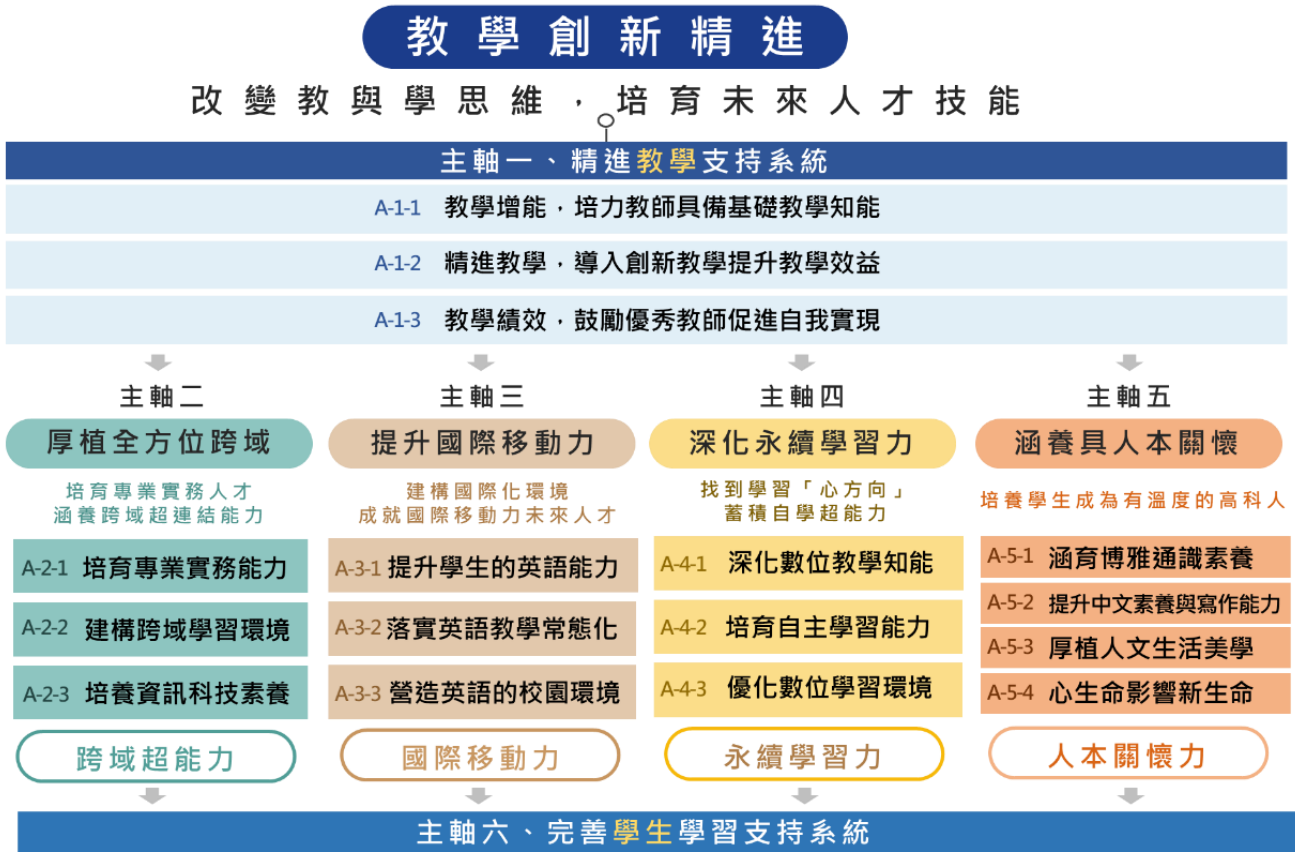 教學創新精進
改變教與學思維，培育未來人才技能
主軸一、精進教學支持系統
A-1-1 教學增能，培力教師具備基礎教學知能
A-1-2 精進教學，導入創新教學提升教學效益
A-1-3 教學績效，鼓勵優秀教師促進自我實現
主軸二
厚植全方位跨域
培育專業實務人才
涵養跨域超連結能力
A-2-1 培育專業實務能力
A-2-2 建構跨域學習環境
A-2-3 培養資訊科技素養
跨域超能力
主軸三
提升國際移動力
建構國際化環境
成就國際移動力未來人才
A-3-1 提升學生的英語能力
A-3-2 落實英語教學常態化
A-3-3 營造英語的校園環境
國際移動力
主軸四
深化永續學習力
找到學習「心方向」
蓄積自學超能力
A-4-1 深化數位教學知能
A-4-2 培育自主學習能力
A-4-3 優化數位學習環境
永續學習力
主軸五
涵養具人本關懷
培養學生成為有溫度的高科人
A-5-1 涵育博雅通識素養
A-5-2 提升中文素養與寫作能力
A-5-3 厚植人文生活美學
A-5-4 心生命影響新生命
人本關懷力
主軸六、完善學生學習支持系統